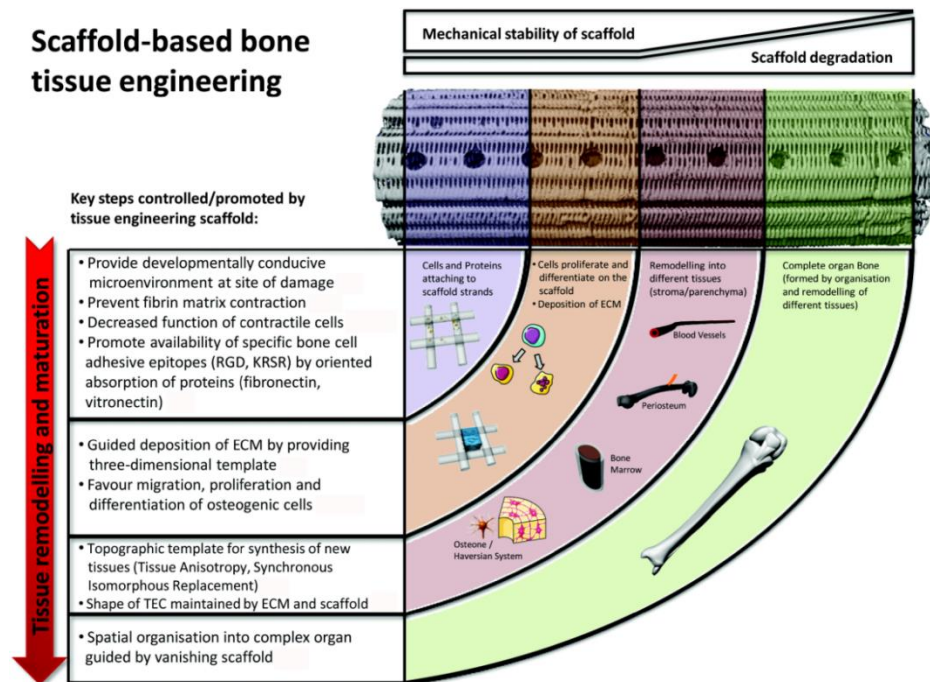 Scaffold-based bone
tissue engineering
Mechanical stability of scaffold
Scaffold degradation
Key steps controlled/promoted by
tissue engineering scaffold:
Tissue remodelling and maturation
• Provide developmentally conducive
microenvironment at site of damage
• Prevent fibrin matrix contraction
• Decreased function of contractile cells
• Promote availability of specific bone cell
adhesive epitopes (RGD, KRSR) by oriented
absorption of proteins (fibronectin,
vitronectin)
• Guided deposition of ECM by providing
three-dimensional template
• Favour migration, proliferation and
differentiation of osteogenic cells
• Topographic template for synthesis of new
tissues (Tissue Anisotropy, Synchronous
Isomorphous Replacement)
• Shape of TEC maintained by ECM and scaffold
• Spatial organisation into complex organ
guided by vanishing scaffold
Cells and Proteins
attaching to
scaffold strands
• Cells proliferate and
differentiate on the
scaffold
• Deposition of ECM
Remodelling into
different tissues
(stroma/parenchyma)
Blood Vessels
Periosteum
Bone
Marrow
Osteone /
Haversian System
Complete organ Bone
(formed by organisation
and remodelling of
different tissues)